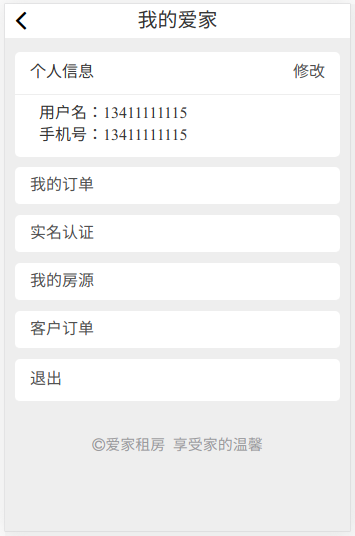 我的爱家
个人信息 修改
用户名：13411111115
手机号：13411111115
我的订单
实名认证
我的房源
客户订单
退出
©爱家租房 享受家的温馨